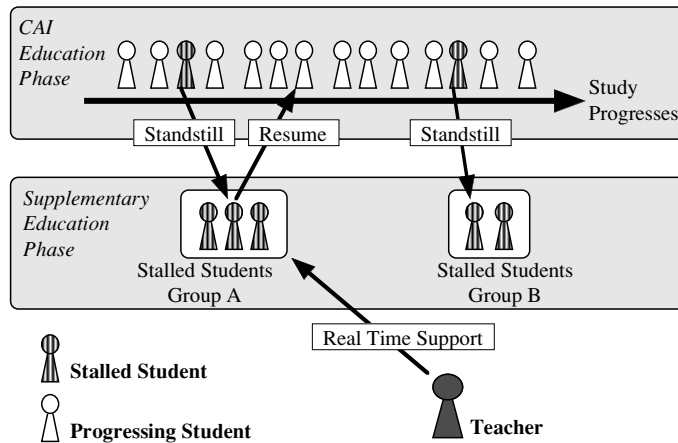 CAI
Education
Phase
Study
Progresses
Standstill
Resume
Standstill
Supplementary
Education
Phase
Stalled Students
Group A
Stalled Students
Group B
Real Time Support
Stalled Student
Progressing Student
Teacher